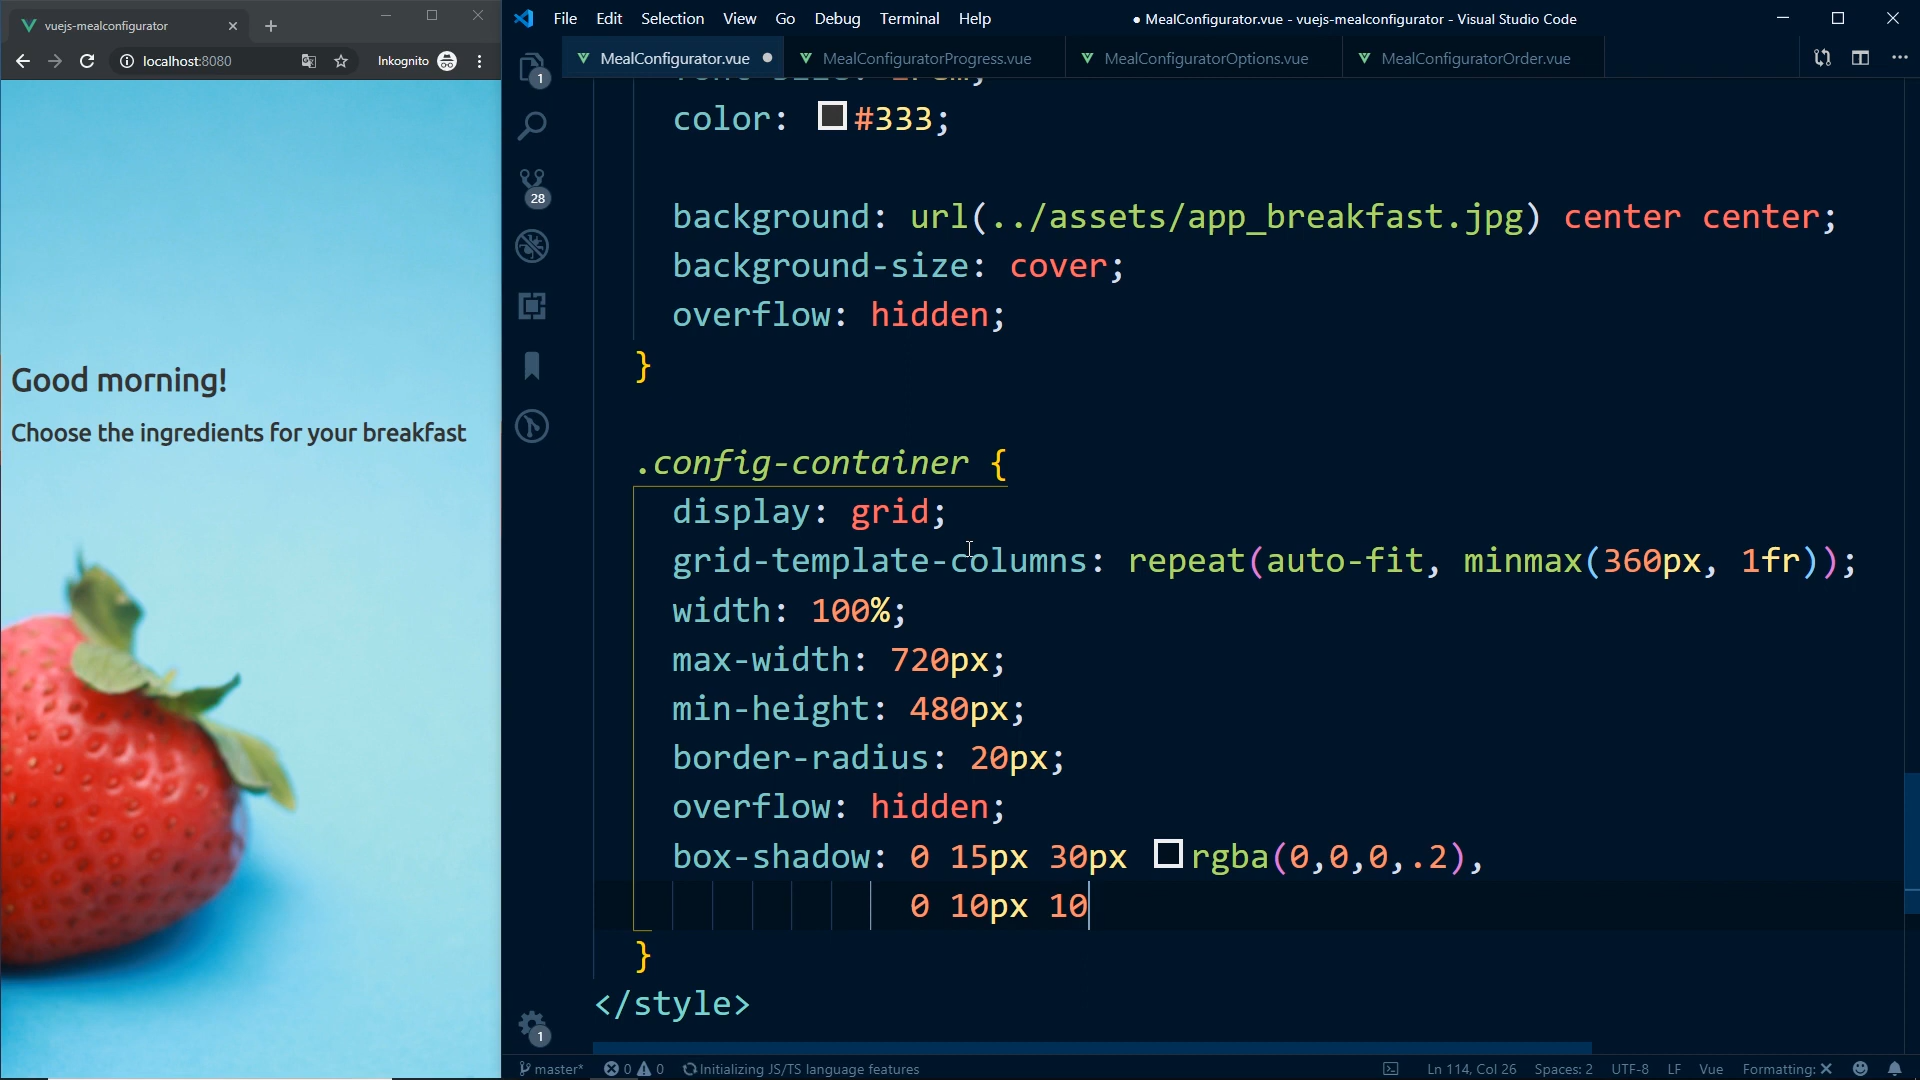 vuejs-mealconfigurator
localhost:8080
Inkognito
Good morning!
Choose the ingredients for your breakfast
File Edit Selection View Go Debug Terminal Help
● MealConfigurator.vue - vuejs-mealconfigurator - Visual Studio Code
MealConfigurator.vue
MealConfiguratorProgress.vue
MealConfiguratorOptions.vue
MealConfiguratorOrder.vue
1
28
1
color: #333;
background: url(../assets/app_breakfast.jpg) center center;
background-size: cover;
overflow: hidden;
}
.config-container {
display: grid;
grid-template-columns: repeat(auto-fit, minmax(360px, 1fr));
width: 100%;
max-width: 720px;
min-height: 480px;
border-radius: 20px;
overflow: hidden;
box-shadow: 0 15px 30px rgba(0,0,0,.2),
0 10px 10
}
</style>
master* 0 0 Initializing JS/TS language features
Ln 114, Col 26 Spaces: 2 UTF-8 LF Vue Formatting: ✕